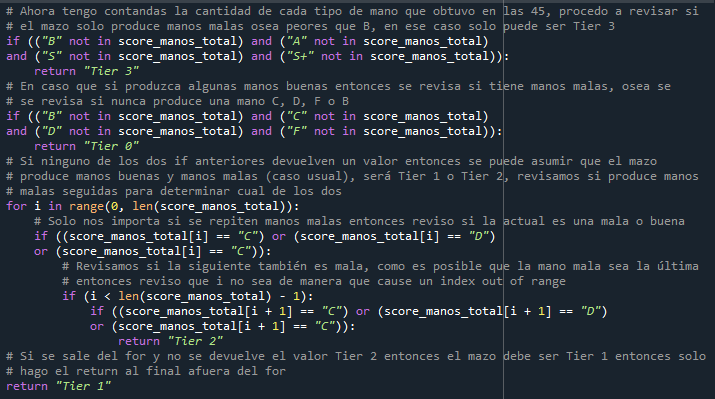 # Ahora tengo contandas la cantidad de cada tipo de mano que obtuvo en las 45, procedo a revisar si
# el mazo solo produce manos malas osea peores que B, en ese caso solo puede ser Tier 3
if (("B" not in score_manos_total) and ("A" not in score_manos_total)
and ("S" not in score_manos_total) and ("S+" not in score_manos_total)):
    return "Tier 3"
# En caso que si produzca algunas manos buenas entonces se revisa si tiene manos malas, osea se
# se revisa si nunca produce una mano C, D, F o B
if (("B" not in score_manos_total) and ("C" not in score_manos_total)
and ("D" not in score_manos_total) and ("F" not in score_manos_total)):
    return "Tier 0"
# Si ninguno de los dos if anteriores devuelven un valor entonces se puede asumir que el mazo
# produce manos buenas y manos malas (caso usual), será Tier 1 o Tier 2, revisamos si produce manos
# malas seguidas para determinar cual de los dos
for i in range(0, len(score_manos_total)):
    # Solo nos importa si se repiten manos malas entonces reviso si la actual es una mala o buena
    if ((score_manos_total[i] == "C") or (score_manos_total[i] == "D")
    or (score_manos_total[i] == "C")):
        # Revisamos si la siguiente también es mala, como es posible que la mano mala sea la última
        # entonces reviso que i no sea de manera que cause un index out of range
        if (i < len(score_manos_total) - 1):
            if ((score_manos_total[i + 1] == "C") or (score_manos_total[i + 1] == "D")
            or (score_manos_total[i + 1] == "C")):
                return "Tier 2"
# Si se sale del for y no se devuelve el valor Tier 2 entonces el mazo debe ser Tier 1 entonces solo
# hago el return al final afuera del for
return "Tier 1"